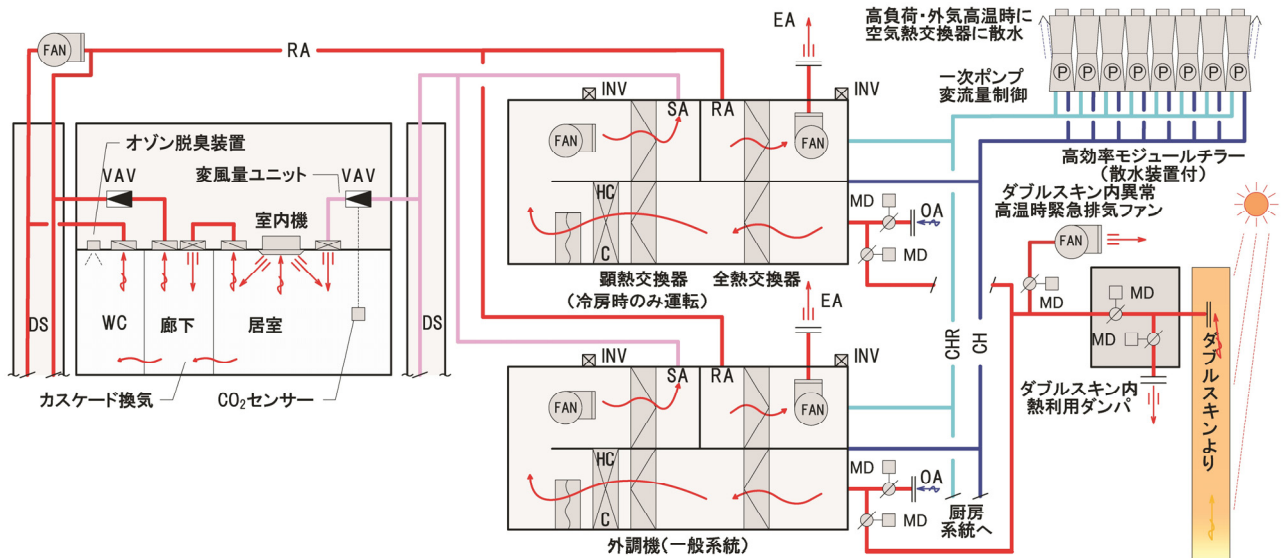 FAN
RA
EA
高負荷・外気高温時に
空気熱交換器に散水
P P P P P P P P
一次ポンプ
変流量制御
高効率モジュールチラー
(散水装置付)
オゾン脱臭装置
VAV
変風量ユニット
VAV
室内機
DS
WC
廊下
居室
DS
カスケード換気
CO₂センサー
INV
SA
RA
INV
FAN
FAN
HC
C
顕熱交換器
(冷房時のみ運転)
全熱交換器
MD
OA
MD
EA
INV
SA
RA
INV
FAN
FAN
HC
C
外調機(一般系統)
MD
OA
MD
CHR
CH
厨房
系統へ
ダブルスキン内異常
高温時緊急排気ファン
FAN
MD
MD
MD
ダブルスキン内
熱利用ダンパ
ダブルスキンより